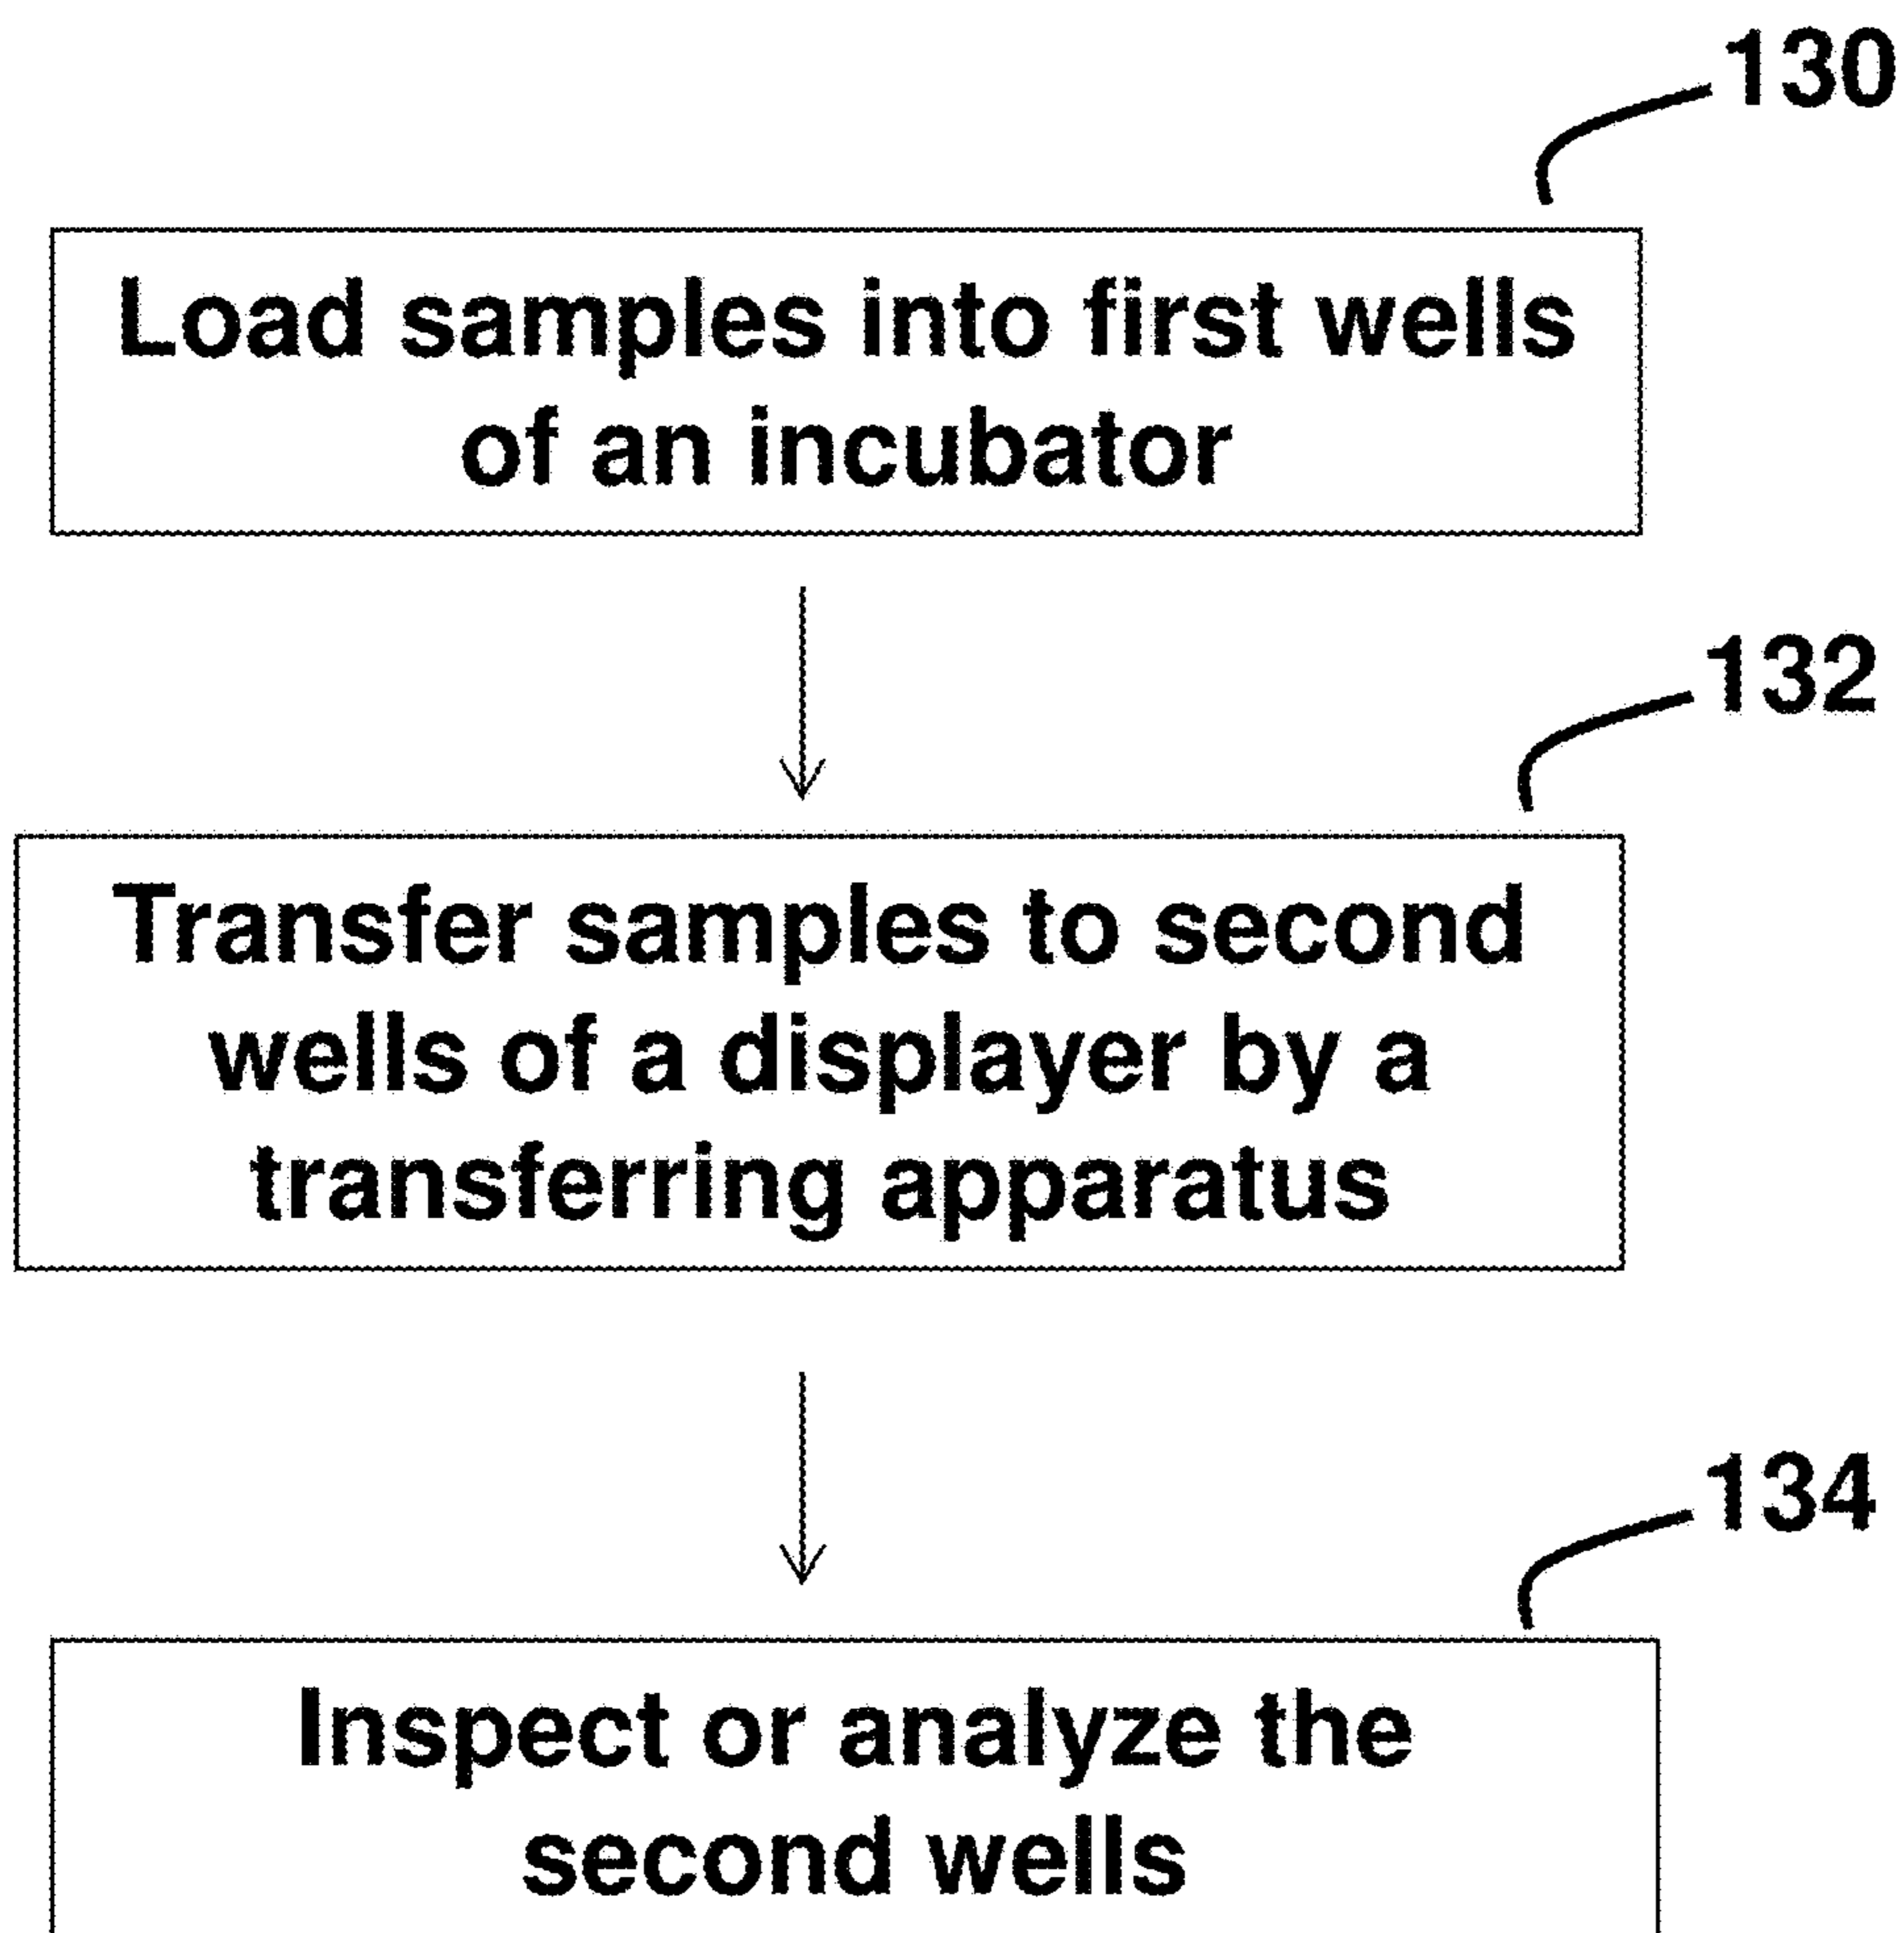 130
Load samples into first wells
of an incubator
132
Transfer samples to second
wells of a displayer by a
transferring apparatus
134
Inspect or analyze the
second wells